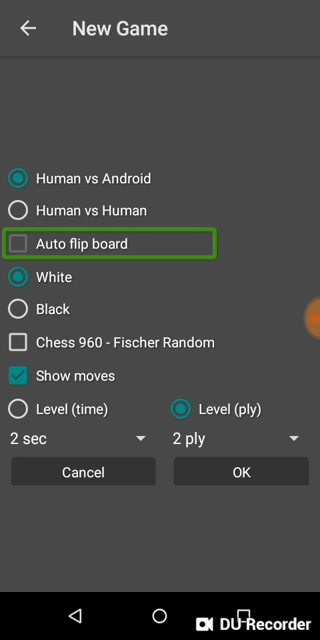 New Game
Human vs Android
Human vs Human
Auto flip board
White
Black
Chess 960 - Fischer Random
Show moves
Level (time) Level (ply)
2 sec 2 ply
Cancel OK
DU Recorder